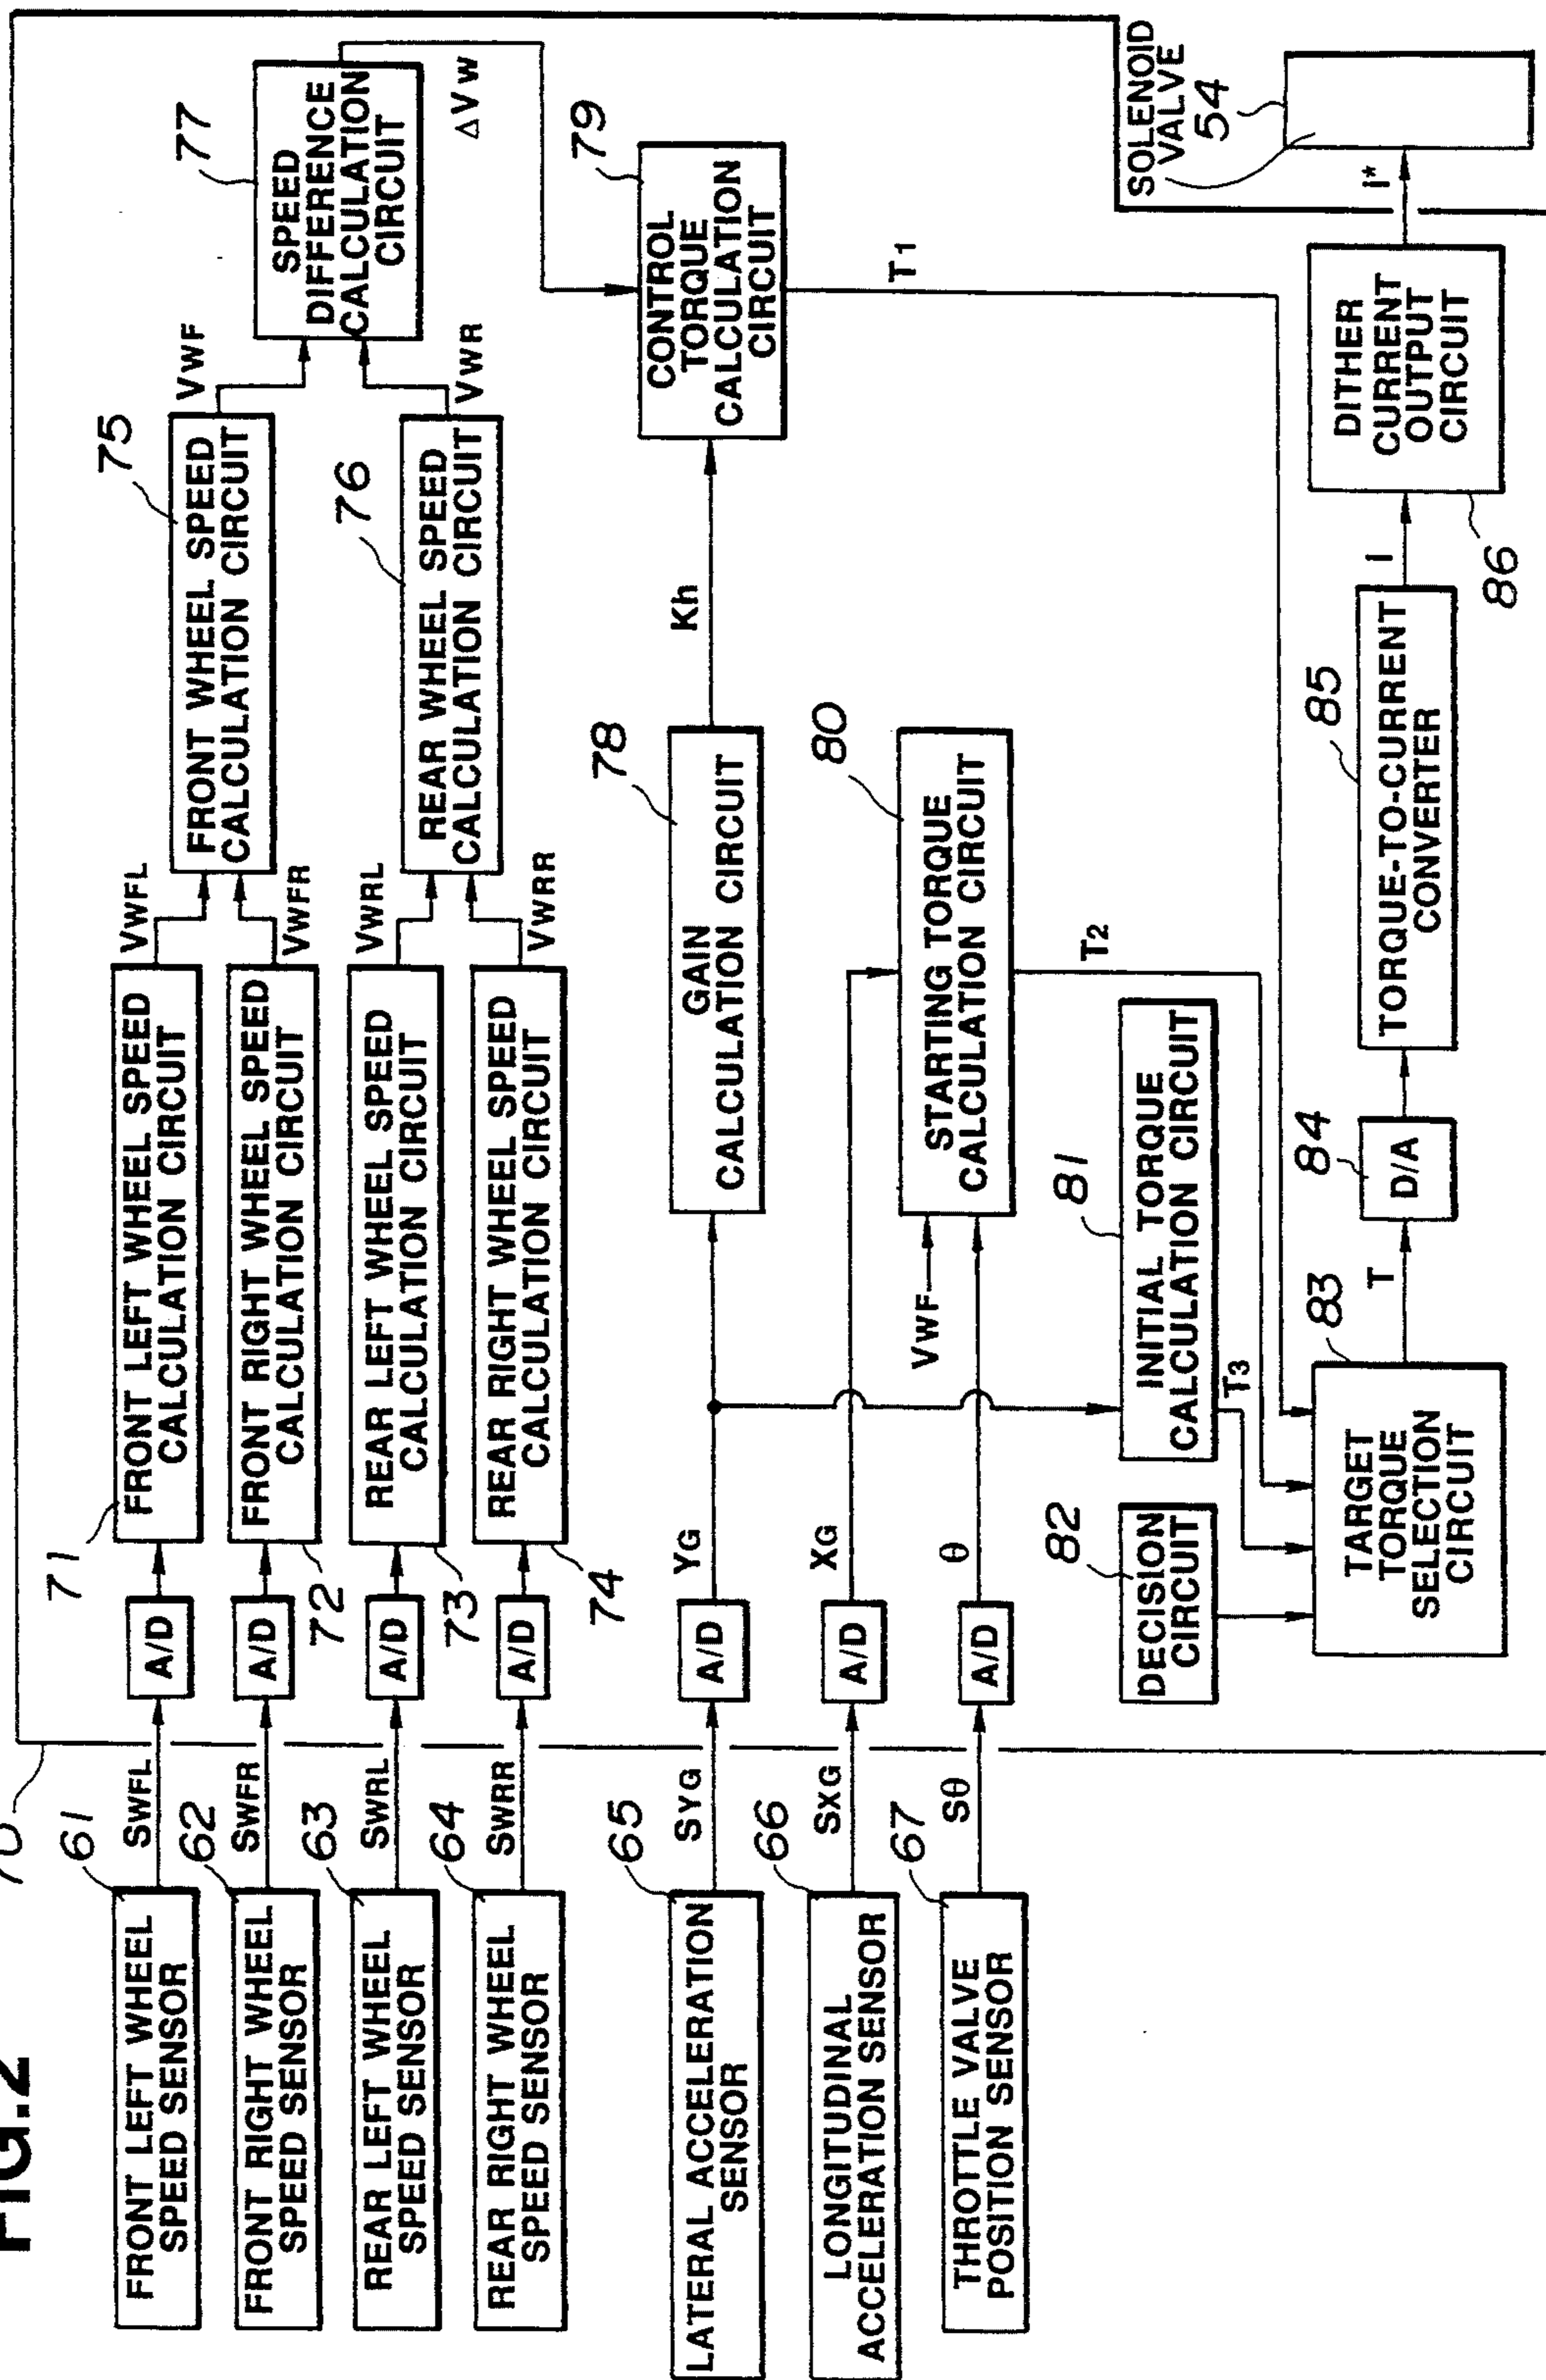 FIG.2
70
FRONT LEFT WHEEL
SPEED SENSOR
61
SWFL
A/D
71
FRONT LEFT WHEEL SPEED
CALCULATION CIRCUIT
VWFL
FRONT RIGHT WHEEL
SPEED SENSOR
62
SWFR
A/D
72
FRONT RIGHT WHEEL SPEED
CALCULATION CIRCUIT
VWFR
75
FRONT WHEEL SPEED
CALCULATION CIRCUIT
VWF
REAR LEFT WHEEL
SPEED SENSOR
63
SWRL
A/D
73
REAR LEFT WHEEL SPEED
CALCULATION CIRCUIT
VWRL
REAR RIGHT WHEEL
SPEED SENSOR
64
SWRR
A/D
74
REAR RIGHT WHEEL SPEED
CALCULATION CIRCUIT
VWRR
76
REAR WHEEL SPEED
CALCULATION CIRCUIT
VWR
77
SPEED
DIFFERENCE
CALCULATION
CIRCUIT
ΔVW
LATERAL ACCELERATION
SENSOR
65
SYG
A/D
YG
78
GAIN
CALCULATION CIRCUIT
Kh
79
CONTROL
TORQUE
CALCULATION
CIRCUIT
T1
LONGITUDINAL
ACCELERATION SENSOR
66
SXG
A/D
XG
THROTTLE VALVE
POSITION SENSOR
67
Sθ
A/D
θ
VWF
80
STARTING TORQUE
CALCULATION CIRCUIT
T2
82
DECISION
CIRCUIT
81
INITIAL TORQUE
CALCULATION CIRCUIT
T3
83
TARGET
TORQUE
SELECTION
CIRCUIT
T
84
D/A
85
TORQUE-TO-CURRENT
CONVERTER
I
86
DITHER
CURRENT
OUTPUT
CIRCUIT
I*
SOLENOID
VALVE
54